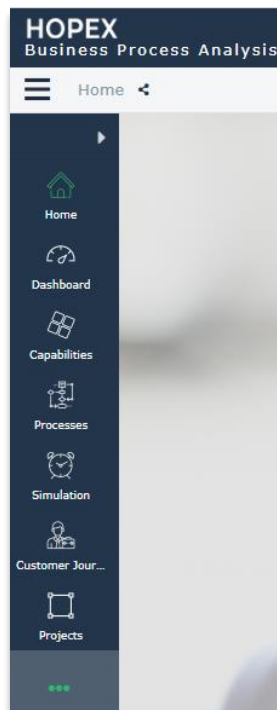 HOPEX
Business Process Analysis
Home
Home
Dashboard
Capabilities
Processes
Simulation
Customer Jour...
Projects